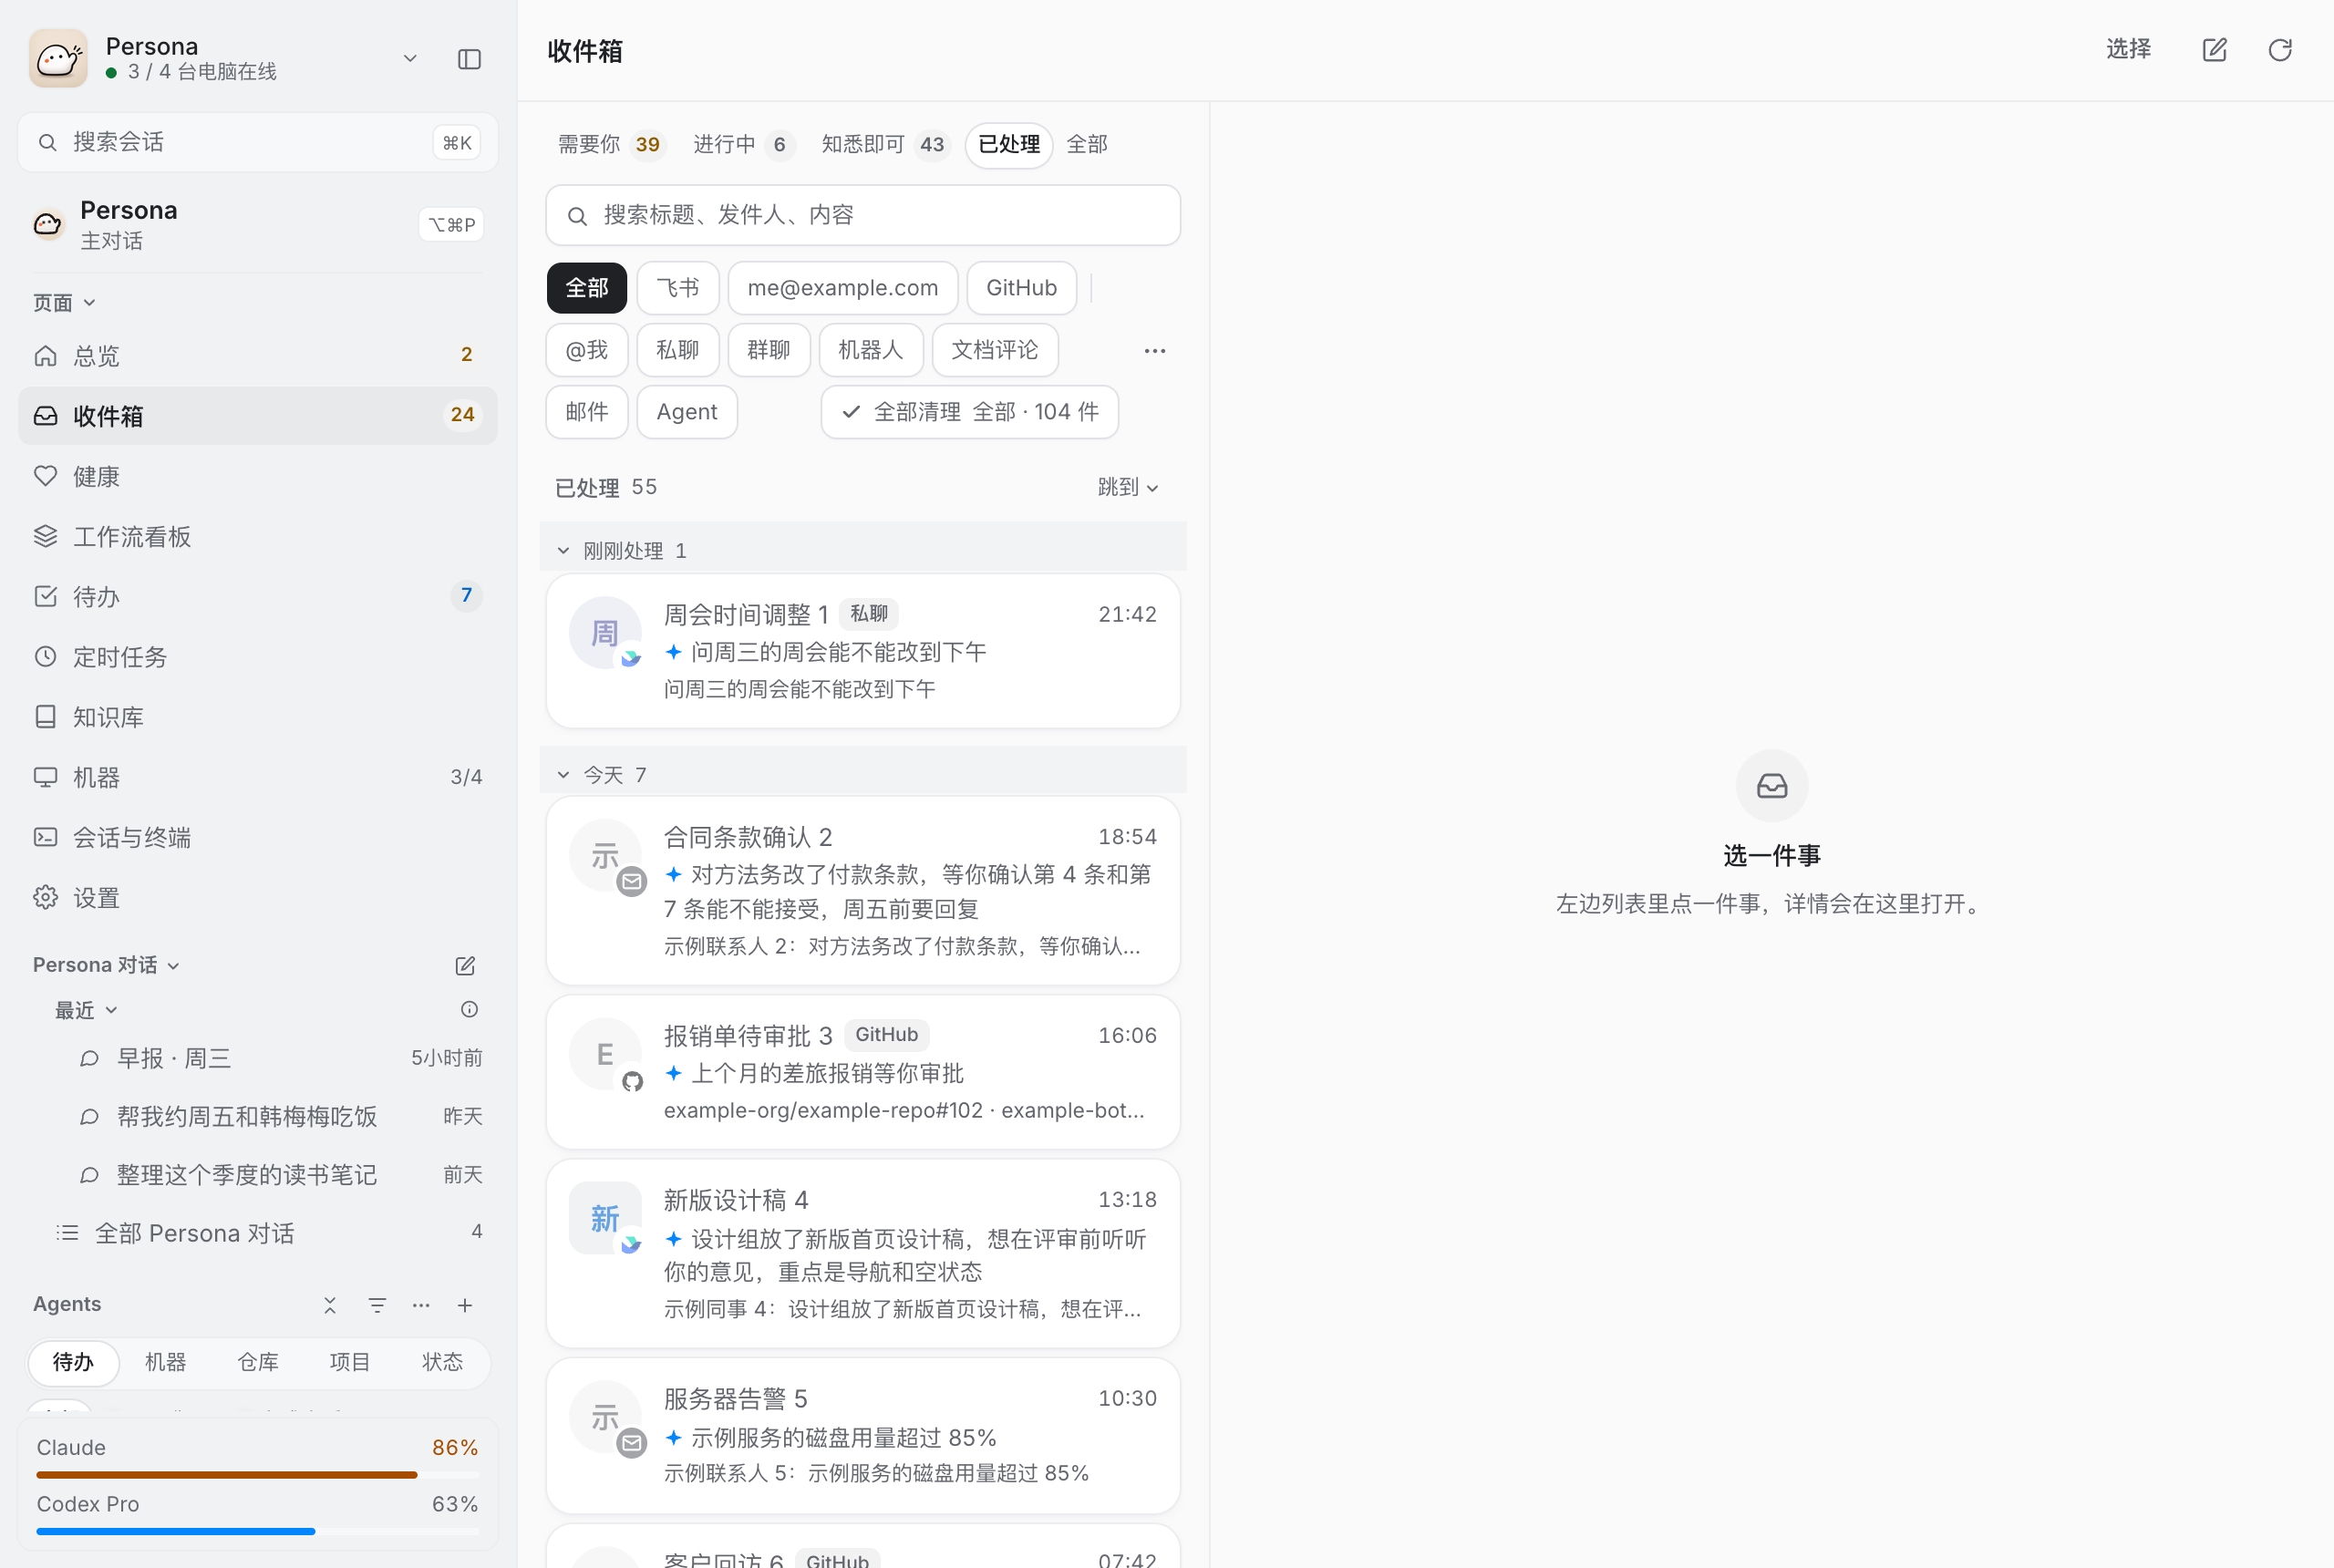 Persona
3 / 4 台电脑在线
搜索会话
⌘K
Persona
主对话
⌥⌘P
页面
总览
2
收件箱
24
健康
工作流看板
待办
7
定时任务
知识库
机器
3/4
会话与终端
设置
Persona 对话
最近
早报 · 周三
5小时前
帮我约周五和韩梅梅吃饭
昨天
整理这个季度的读书笔记
前天
全部 Persona 对话
4
Agents
待办
机器
仓库
项目
状态
Claude
86%
Codex Pro
63%
收件箱
选择
需要你 39
进行中 6
知悉即可 43
已处理
全部
搜索标题、发件人、内容
全部
飞书
me@example.com
GitHub
@我
私聊
群聊
机器人
文档评论
邮件
Agent
全部清理 全部 · 104 件
已处理 55
跳到
刚刚处理 1
周
周会时间调整 1
私聊
21:42
问周三的周会能不能改到下午
问周三的周会能不能改到下午
今天 7
示
合同条款确认 2
18:54
对方法务改了付款条款，等你确认第 4 条和第
7 条能不能接受，周五前要回复
示例联系人 2：对方法务改了付款条款，等你确认...
E
报销单待审批 3
GitHub
16:06
上个月的差旅报销等你审批
example-org/example-repo#102 · example-bot...
新
新版设计稿 4
13:18
设计组放了新版首页设计稿，想在评审前听听
你的意见，重点是导航和空状态
示例同事 4：设计组放了新版首页设计稿，想在评...
示
服务器告警 5
10:30
示例服务的磁盘用量超过 85%
示例联系人 5：示例服务的磁盘用量超过 85%
客户回访 6
GitHub
07:42
选一件事
左边列表里点一件事，详情会在这里打开。